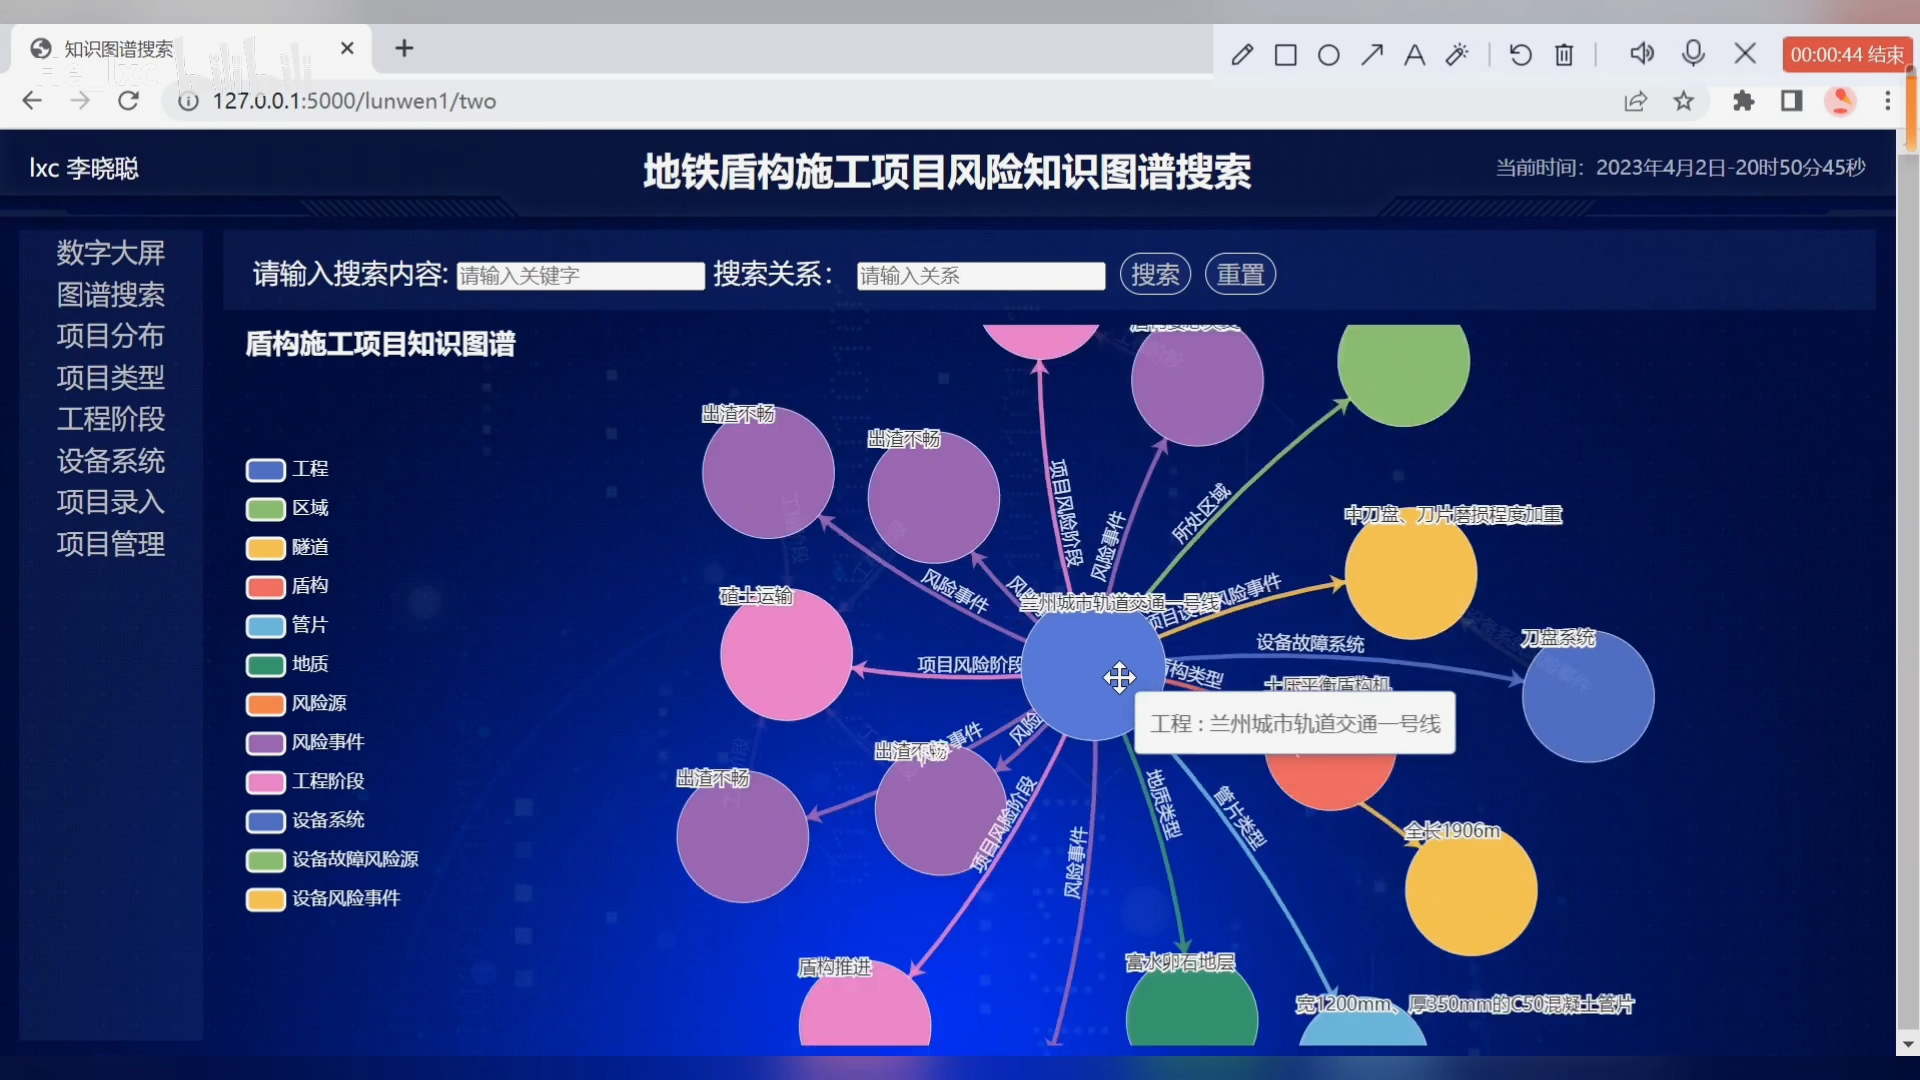 知识图谱搜索
00:00:44 结束
127.0.0.1:5000/lunwen1/two
lxc 李晓聪
地铁盾构施工项目风险知识图谱搜索
当前时间：2023年4月2日-20时50分45秒
数字大屏
图谱搜索
项目分布
项目类型
工程阶段
设备系统
项目录入
项目管理
请输入搜索内容: 请输入关键字 搜索关系： 请输入关系 搜索 重置
盾构施工项目知识图谱
工程
区域
隧道
盾构
管片
地质
风险源
风险事件
工程阶段
设备系统
设备故障风险源
设备风险事件
出渣不畅
出渣不畅
项目风险阶段
风险事件
所处区域
中刀盘、刀片磨损程度加重
风险事件
碴土运输
兰州城市轨道交通一号线
风险事件
设备故障系统
刀盘系统
项目风险阶段
构类型
土压平衡盾构机
工程 : 兰州城市轨道交通一号线
出渣不畅
事件
风险
出渣不畅
项目风险阶段
风险事件
地质类型
管片类型
全长1906m
盾构推进
富水卵石地层
宽1200mm、厚350mm的C50混凝土管片